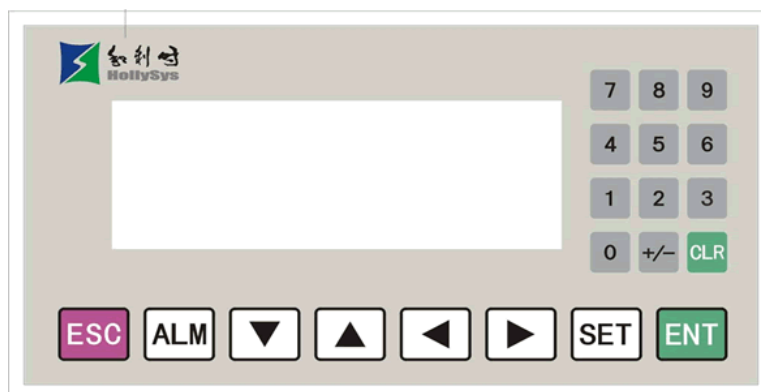 和利时
HollySys
7 8 9
4 5 6
1 2 3
0 +/- CLR
ESC ALM ▼ ▲ ◀ ▶ SET ENT